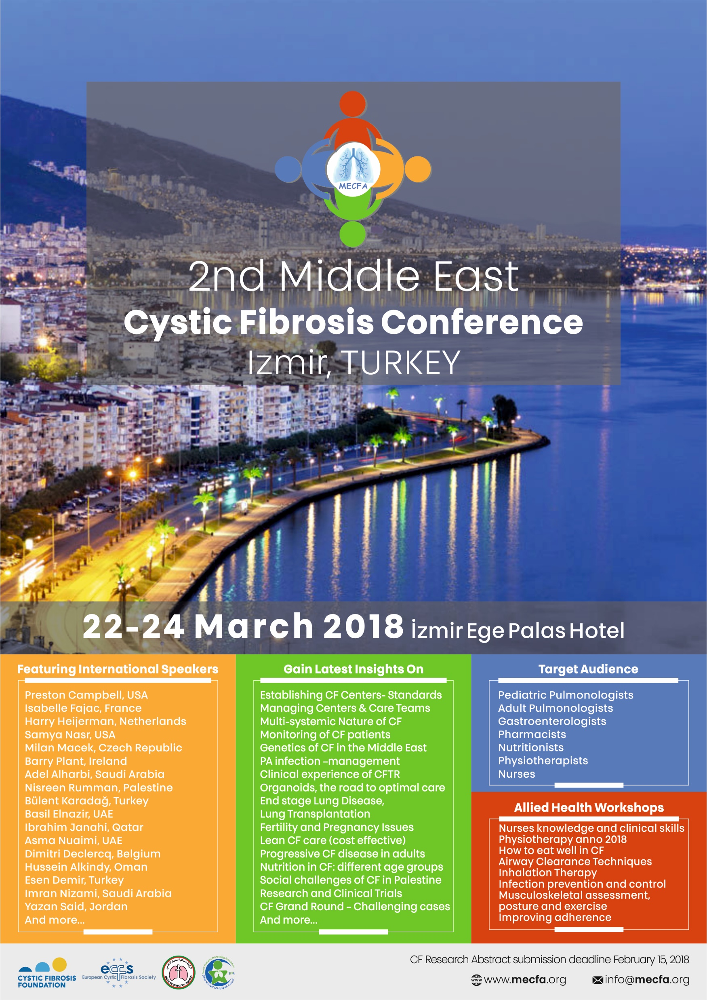 MECFA
2nd Middle East
Cystic Fibrosis Conference
Izmir, TURKEY
22-24 March 2018 İzmir Ege Palas Hotel
Featuring International Speakers
Preston Campbell, USA
Isabelle Fajac, France
Harry Heijerman, Netherlands
Samya Nasr, USA
Milan Macek, Czech Republic
Barry Plant, Ireland
Adel Alharbi, Saudi Arabia
Nisreen Rumman, Palestine
Bülent Karadağ, Turkey
Basil Elnazir, UAE
Ibrahim Janahi, Qatar
Asma Nuaimi, UAE
Dimitri Declercq, Belgium
Hussein Alkindy, Oman
Esen Demir, Turkey
Imran Nizami, Saudi Arabia
Yazan Said, Jordan
And more...
Gain Latest Insights On
Establishing CF Centers- Standards
Managing Centers & Care Teams
Multi-systemic Nature of CF
Monitoring of CF patients
Genetics of CF in the Middle East
PA infection –management
Clinical experience of CFTR
Organoids, the road to optimal care
End stage Lung Disease,
Lung Transplantation
Fertility and Pregnancy Issues
Lean CF care (cost effective)
Progressive CF disease in adults
Nutrition in CF: different age groups
Social challenges of CF in Palestine
Research and Clinical Trials
CF Grand Round – Challenging cases
And more...
Target Audience
Pediatric Pulmonologists
Adult Pulmonologists
Gastroenterologists
Pharmacists
Nutritionists
Physiotherapists
Nurses
Allied Health Workshops
Nurses knowledge and clinical skills
Physiotherapy anno 2018
How to eat well in CF
Airway Clearance Techniques
Inhalation Therapy
Infection prevention and control
Musculoskeletal assessment,
posture and exercise
Improving adherence
CYSTIC FIBROSIS
FOUNDATION
ecfs
European Cystic Fibrosis Society
OMAN RESPIRATORY SOCIETY
SPPA
CF Research Abstract submission deadline February 15, 2018
www www.mecfa.org
info@mecfa.org